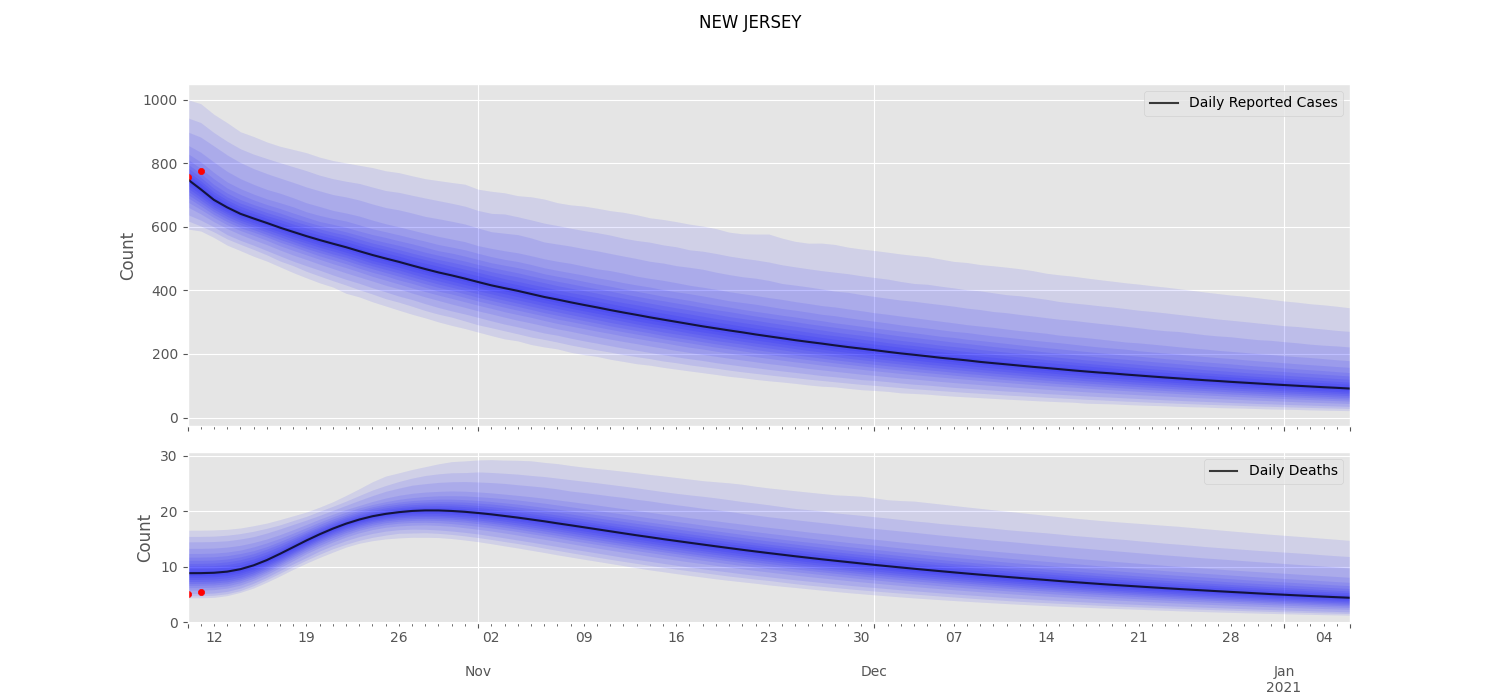 NEW JERSEY
1000
800
600
400
200
0
Count
Daily Reported Cases
30
20
10
0
Count
Daily Deaths
12 19 26 02 09 16 23 30 07 14 21 28 04
Nov Dec Jan
2021